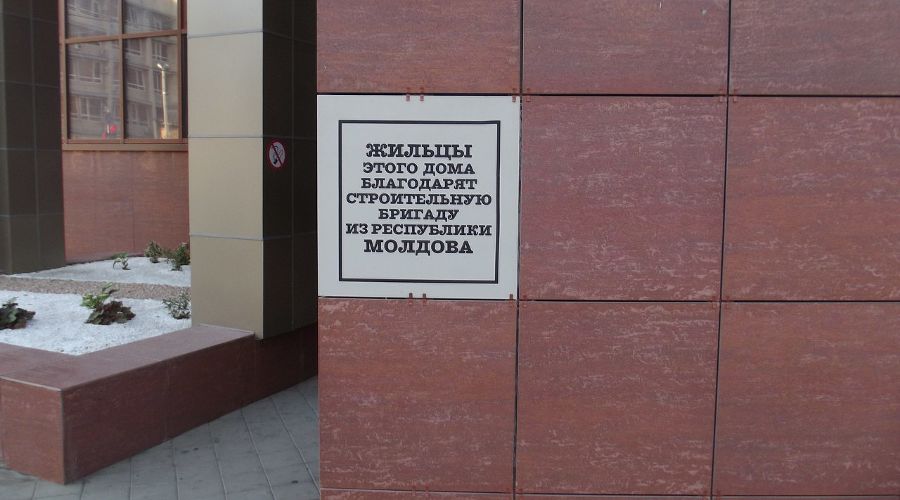 ЖИЛЬЦЫ
ЭТОГО ДОМА
БЛАГОДАРЯТ
СТРОИТЕЛЬНУЮ
БРИГАДУ
ИЗ РЕСПУБЛИКИ
МОЛДОВА